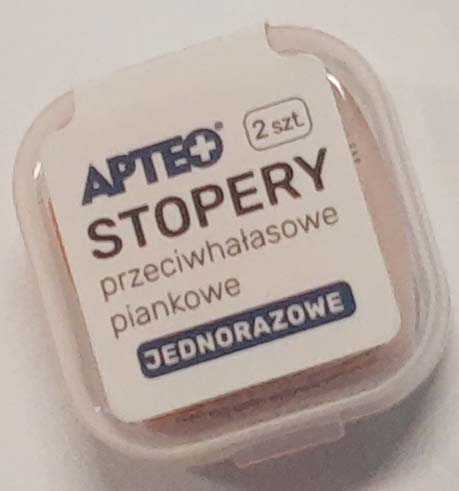 APTEO®
2 szt.
STOPERY
przeciwhałasowe
piankowe
JEDNORAZOWE